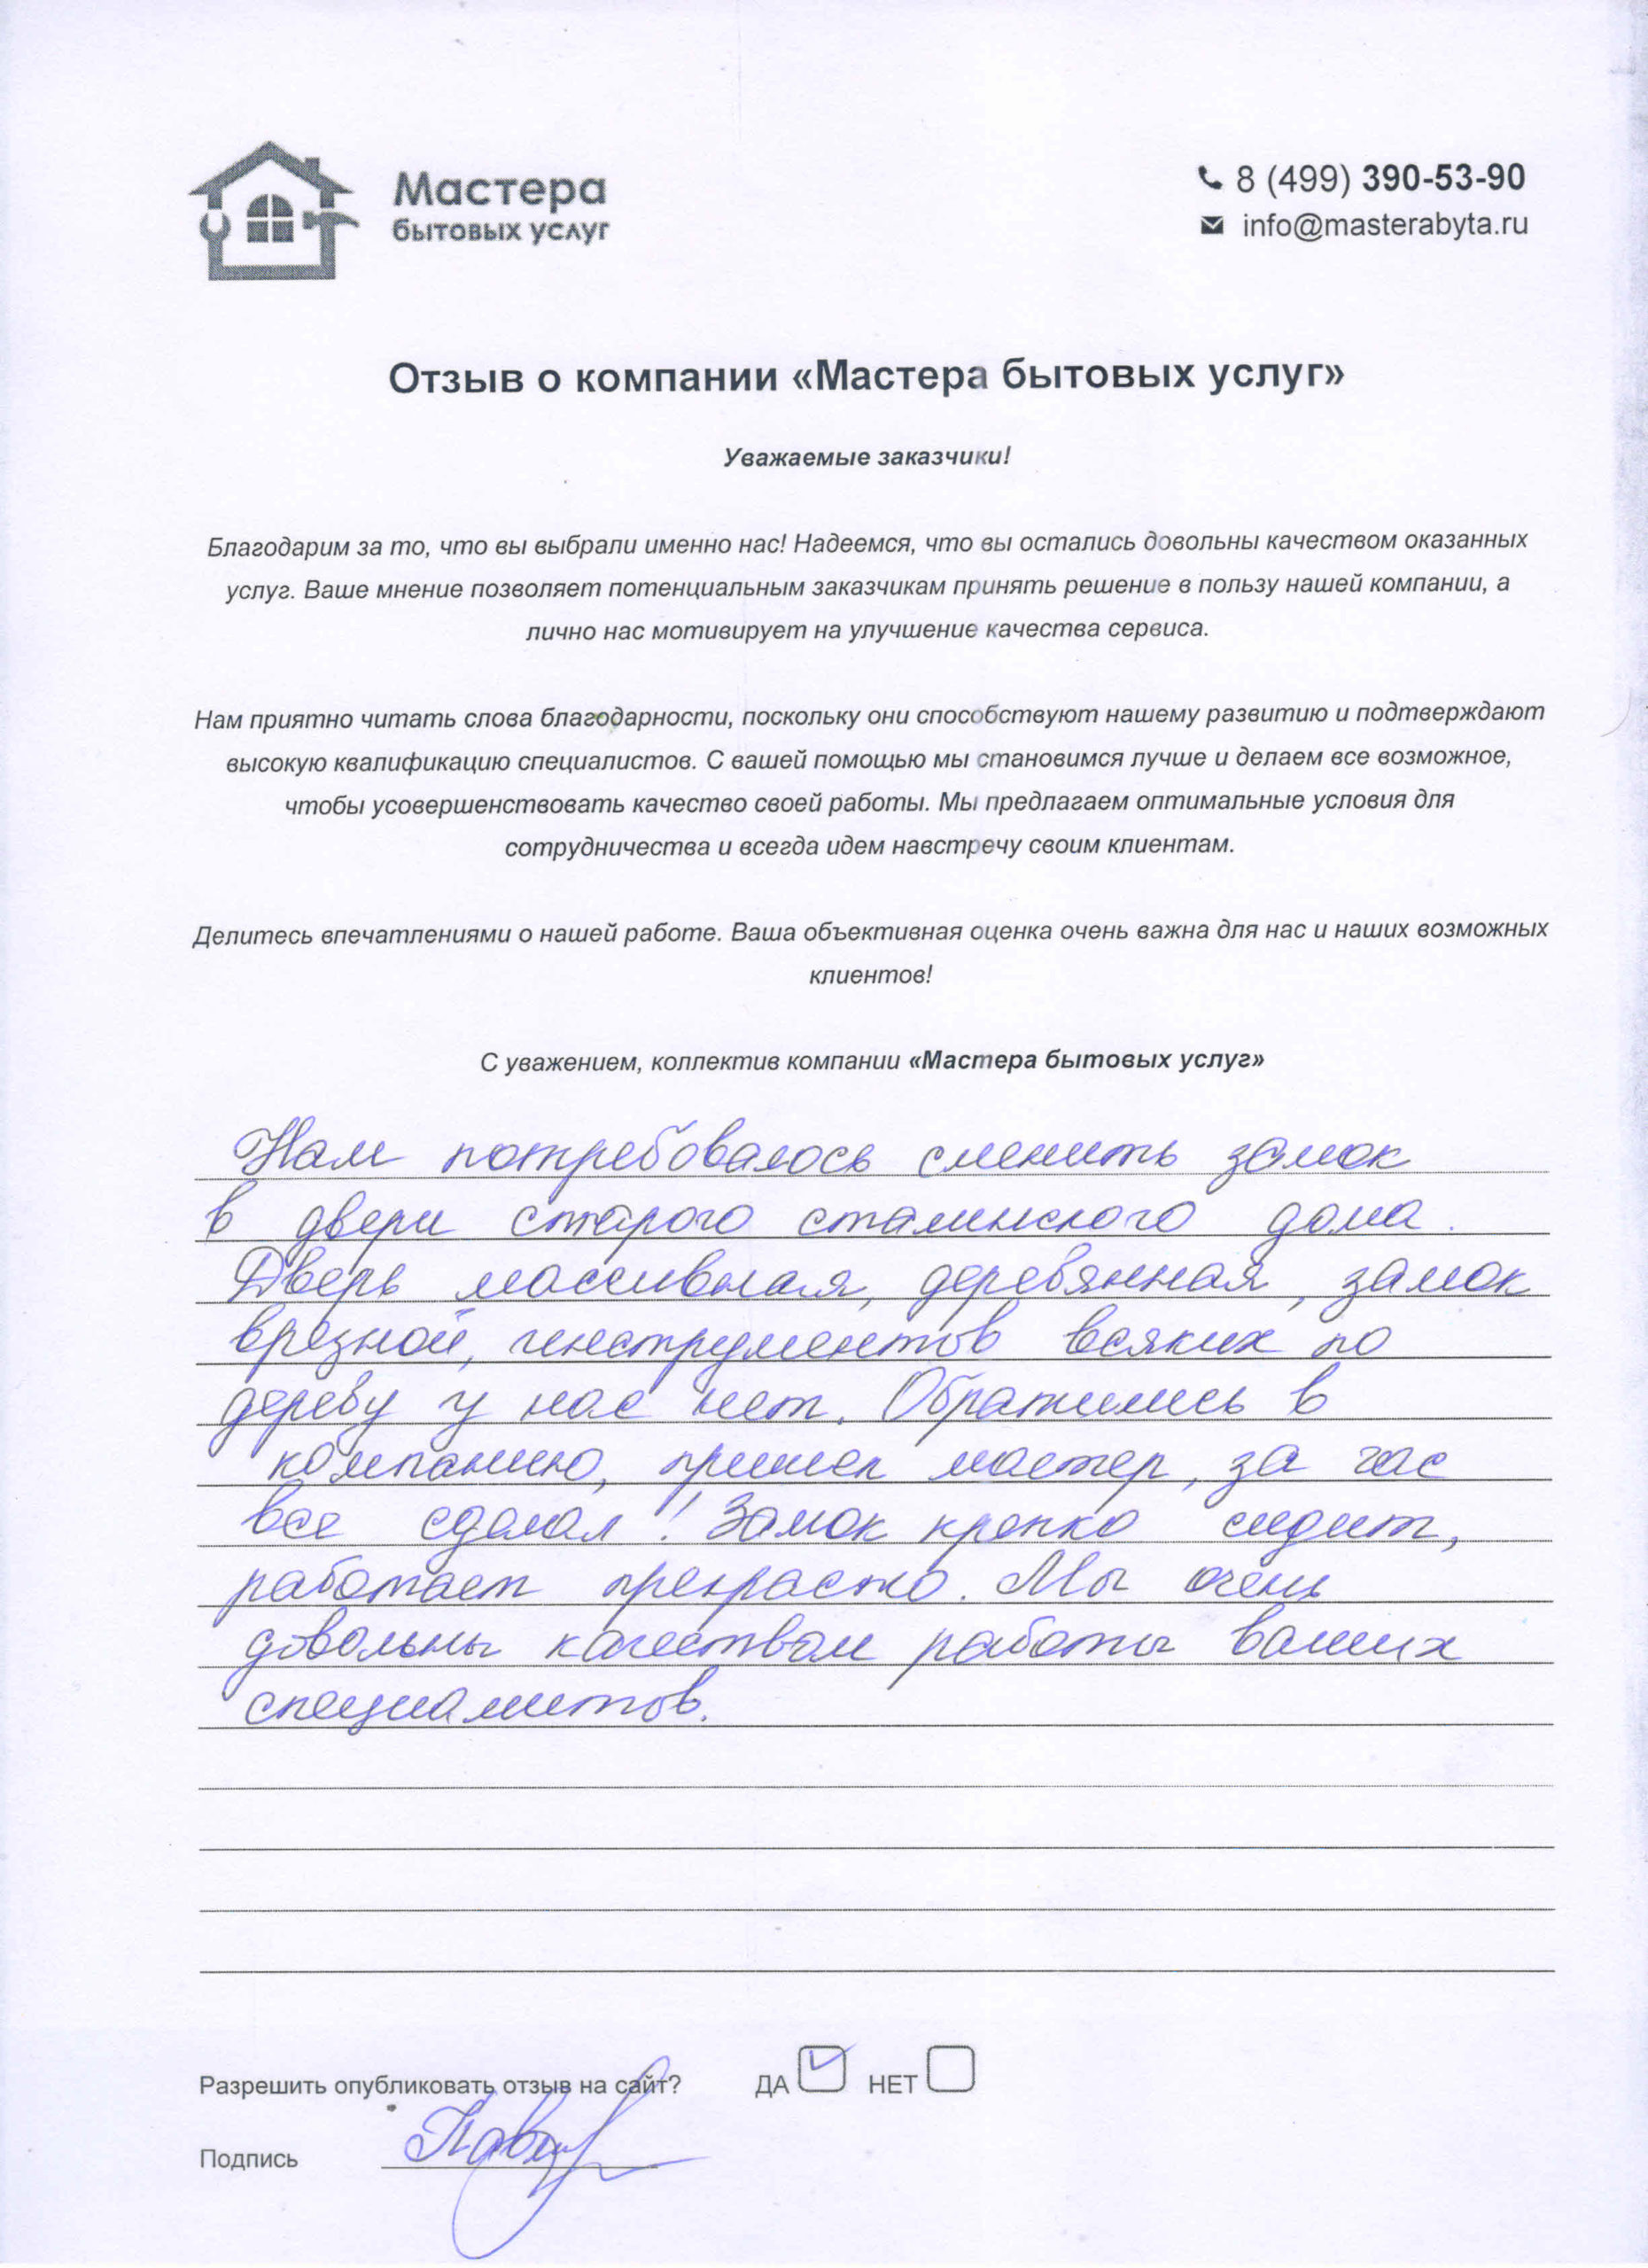 Мастера
бытовых услуг
8 (499) 390-53-90
info@masterabyta.ru
Отзыв о компании «Мастера бытовых услуг»
Уважаемые заказчики!
Благодарим за то, что вы выбрали именно нас! Надеемся, что вы остались довольны качеством оказанных
услуг. Ваше мнение позволяет потенциальным заказчикам принять решение в пользу нашей компании, а
лично нас мотивирует на улучшение качества сервиса.
Нам приятно читать слова благодарности, поскольку они способствуют нашему развитию и подтверждают
высокую квалификацию специалистов. С вашей помощью мы становимся лучше и делаем все возможное,
чтобы усовершенствовать качество своей работы. Мы предлагаем оптимальные условия для
сотрудничества и всегда идем навстречу своим клиентам.
Делитесь впечатлениями о нашей работе. Ваша объективная оценка очень важна для нас и наших возможных
клиентов!
С уважением, коллектив компании «Мастера бытовых услуг»
Нам потребовалось сменить замок
в двери старого сталинского дома.
Дверь массивная, деревянная, замок
врезной, инструментов всяких по
дереву у нас нет. Обратились в
компанию, пришел мастер, за час
все сделал! Замок крепко сидит,
работает прекрасно. Мы очень
довольны качеством работы ваших
специалистов.
Разрешить опубликовать отзыв на сайт? ДА НЕТ
Подпись